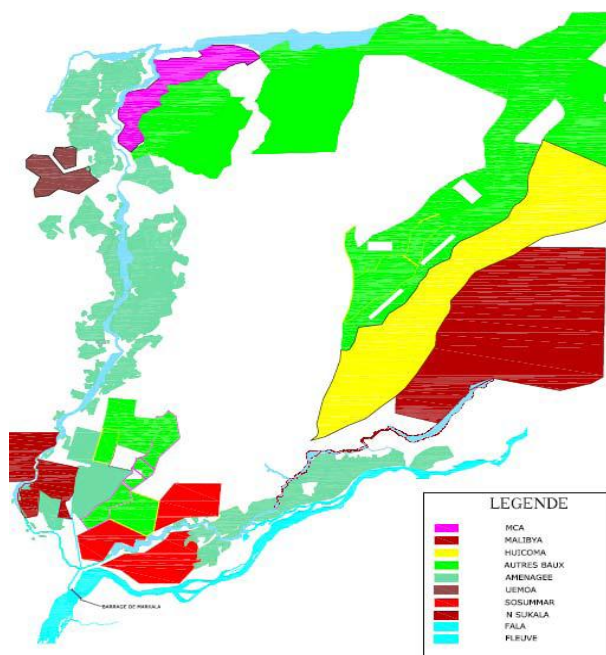 BARRAGE DE MARKALA
LEGENDE
MCA
MALIBYA
HUICOMA
AUTRES BAUX
AMENAGEE
UEMOA
SOSUMMAR
N SUKALA
FALA
FLEUVE